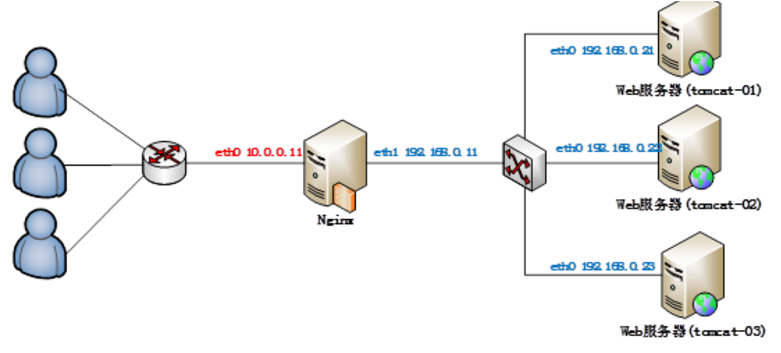 eth0 192.168.0.21
Web服务器(tomcat-01)
eth0 10.0.0.11
eth1 192.168.0.11
eth0 192.168.0.22
Nginx
Web服务器(tomcat-02)
eth0 192.168.0.23
Web服务器(tomcat-03)